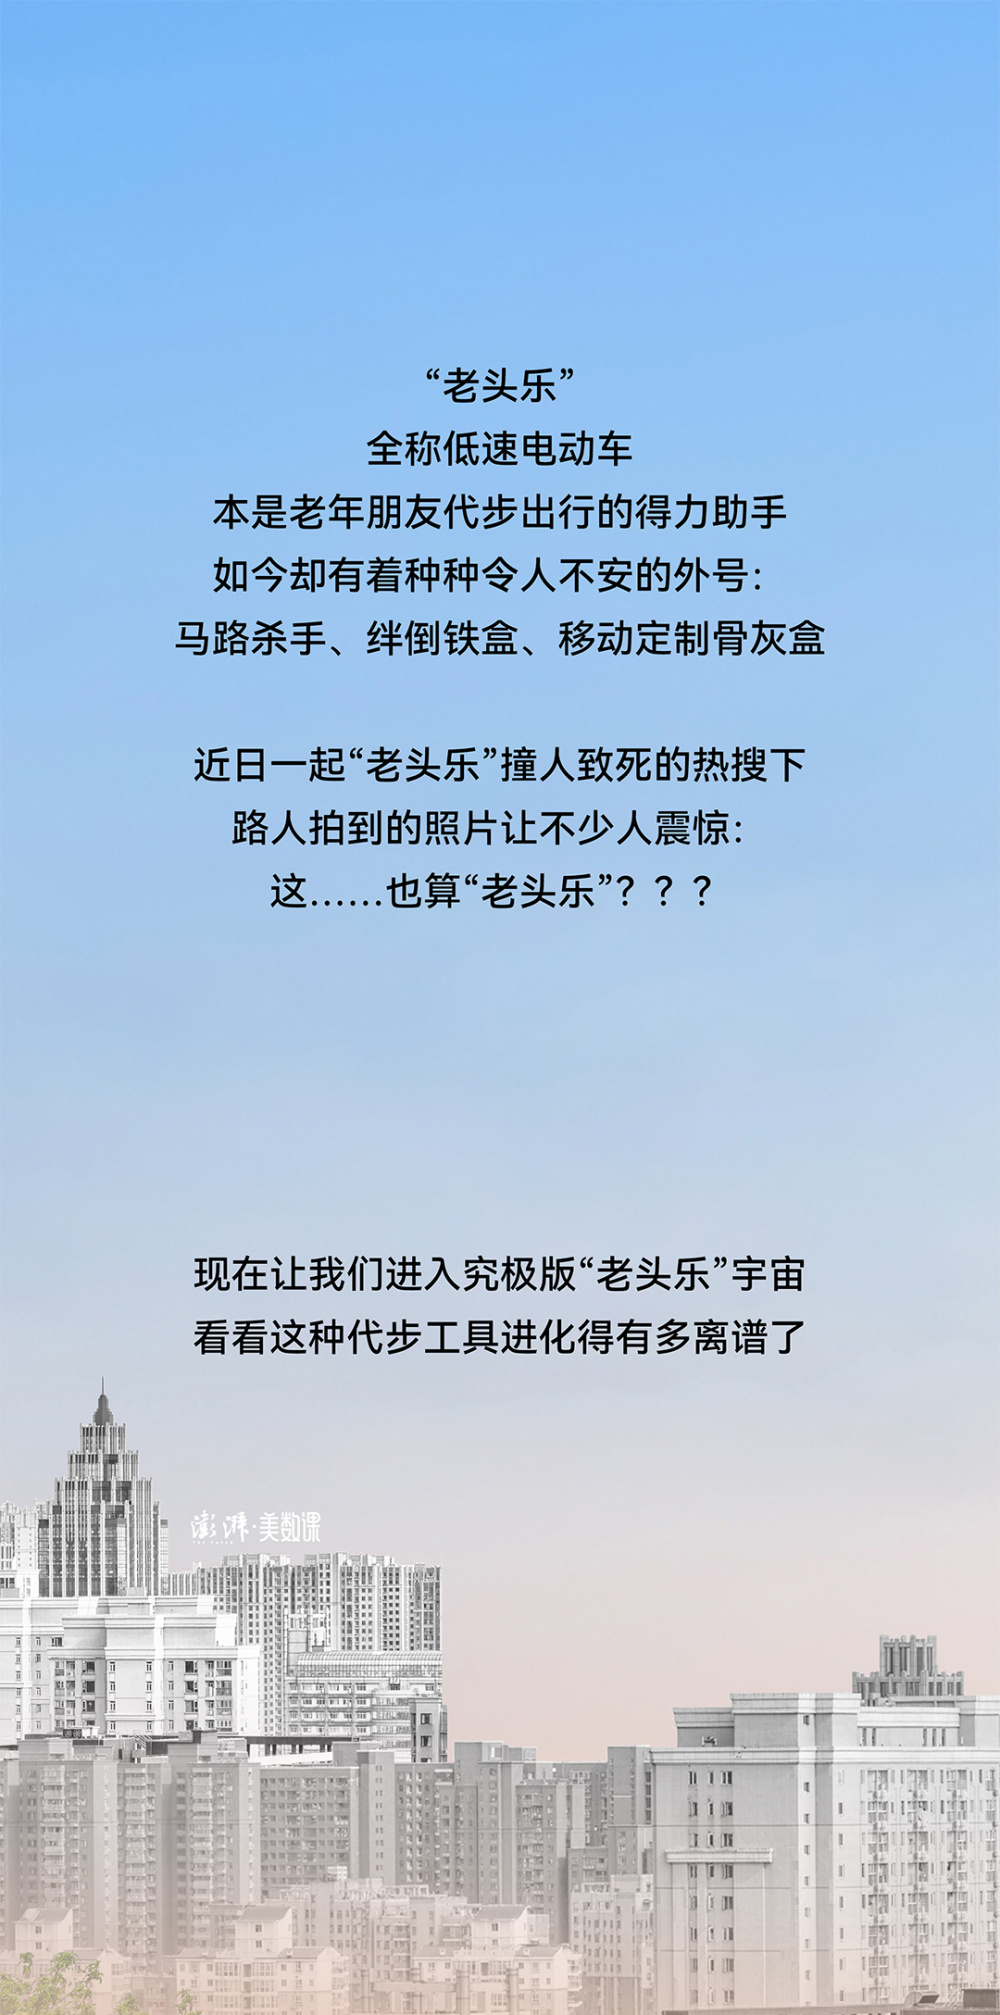 “老头乐”
全称低速电动车
本是老年朋友代步出行的得力助手
如今却有着种种令人不安的外号：
马路杀手、绊倒铁盒、移动定制骨灰盒
近日一起“老头乐”撞人致死的热搜下
路人拍到的照片让不少人震惊：
这……也算“老头乐”？？？
现在让我们进入究极版“老头乐”宇宙
看看这种代步工具进化得有多离谱了
澎湃·美数课